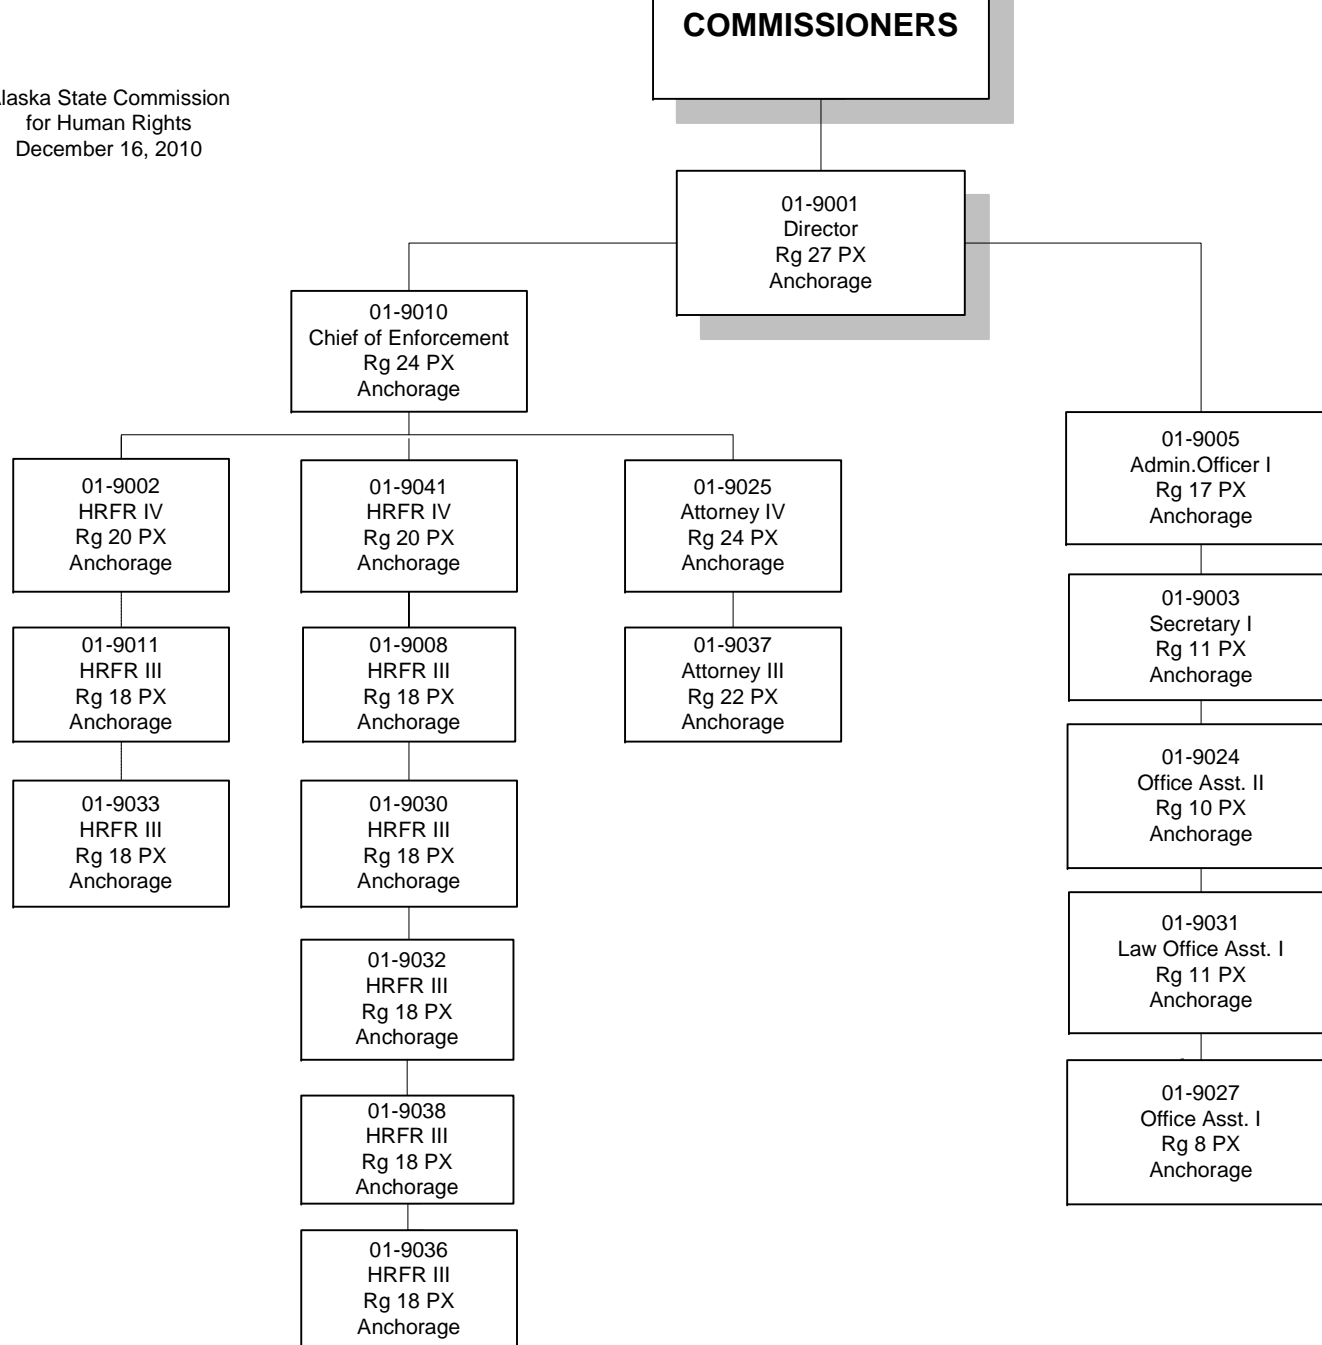 COMMISSIONERS
Alaska State Commission
for Human Rights
December 16, 2010
01-9001
Director
Rg 27 PX
Anchorage
01-9010
Chief of Enforcement
Rg 24 PX
Anchorage
01-9005
Admin.Officer I
Rg 17 PX
Anchorage
01-9002
HRFR IV
Rg 20 PX
Anchorage
01-9041
HRFR IV
Rg 20 PX
Anchorage
01-9025
Attorney IV
Rg 24 PX
Anchorage
01-9003
Secretary I
Rg 11 PX
Anchorage
01-9011
HRFR III
Rg 18 PX
Anchorage
01-9008
HRFR III
Rg 18 PX
Anchorage
01-9037
Attorney III
Rg 22 PX
Anchorage
01-9024
Office Asst. II
Rg 10 PX
Anchorage
01-9033
HRFR III
Rg 18 PX
Anchorage
01-9030
HRFR III
Rg 18 PX
Anchorage
01-9031
Law Office Asst. I
Rg 11 PX
Anchorage
01-9032
HRFR III
Rg 18 PX
Anchorage
01-9027
Office Asst. I
Rg 8 PX
Anchorage
01-9038
HRFR III
Rg 18 PX
Anchorage
01-9036
HRFR III
Rg 18 PX
Anchorage